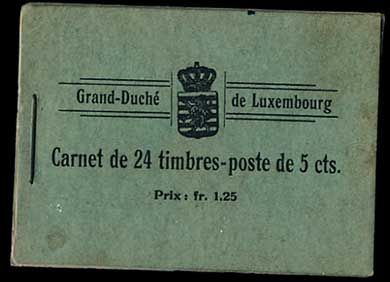 Grand-Duché de Luxembourg
Carnet de 24 timbres-poste de 5 cts.
Prix: fr. 1,25